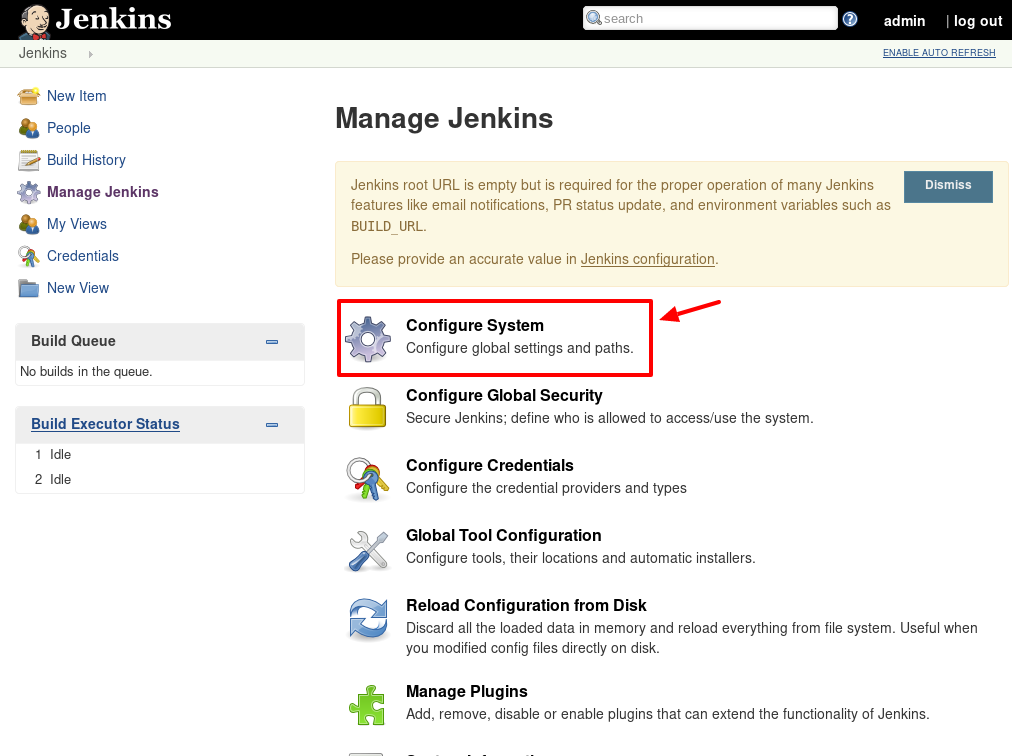 Jenkins
search
?
admin
| log out
Jenkins
ENABLE AUTO REFRESH
New Item
People
Build History
Manage Jenkins
My Views
Credentials
New View
Build Queue
No builds in the queue.
Build Executor Status
1 Idle
2 Idle
Manage Jenkins
Jenkins root URL is empty but is required for the proper operation of many Jenkins
features like email notifications, PR status update, and environment variables such as
BUILD_URL.
Please provide an accurate value in Jenkins configuration.
Dismiss
Configure System
Configure global settings and paths.
Configure Global Security
Secure Jenkins; define who is allowed to access/use the system.
Configure Credentials
Configure the credential providers and types
Global Tool Configuration
Configure tools, their locations and automatic installers.
Reload Configuration from Disk
Discard all the loaded data in memory and reload everything from file system. Useful when
you modified config files directly on disk.
Manage Plugins
Add, remove, disable or enable plugins that can extend the functionality of Jenkins.